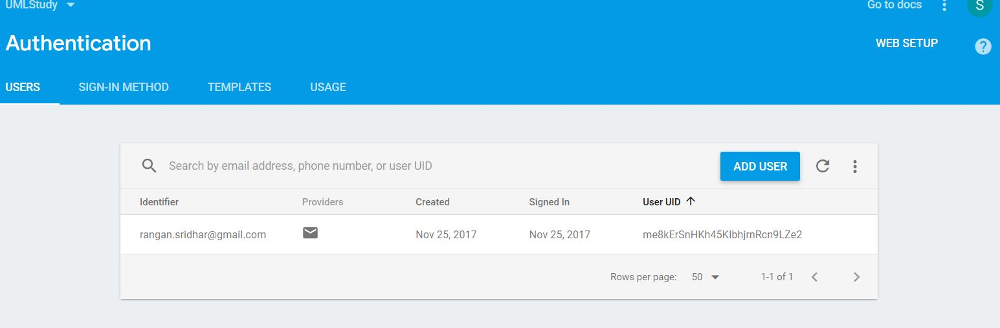 UMLStudy Go to docs S
Authentication WEB SETUP ?
USERS SIGN-IN METHOD TEMPLATES USAGE
Search by email address, phone number, or user UID ADD USER
Identifier Providers Created Signed In User UID
rangan.sridhar@gmail.com Nov 25, 2017 Nov 25, 2017 me8kErSnHKh45KIbhjrnRcn9LZe2
Rows per page: 50 1-1 of 1